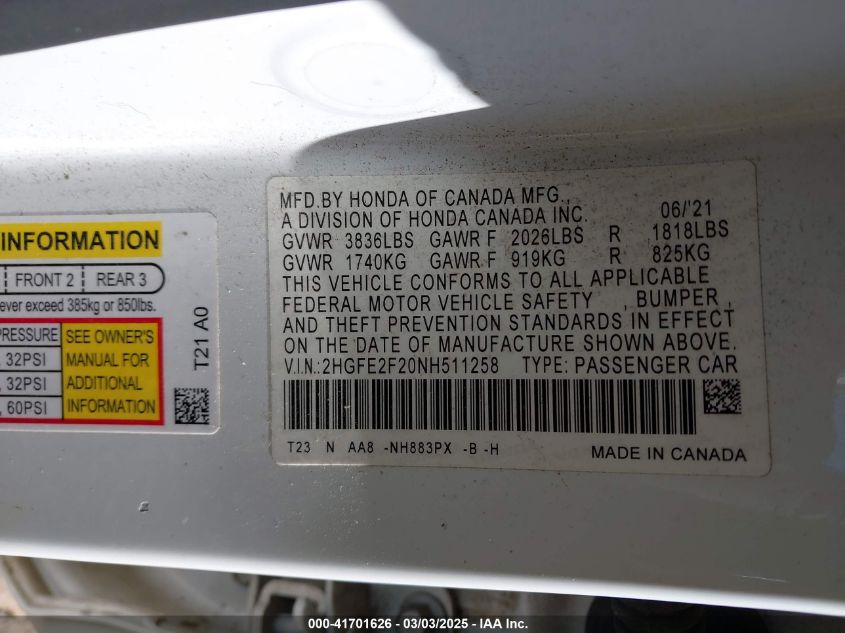 INFORMATION
FRONT 2 REAR 3
ever exceed 385kg or 850lbs.
PRESSURE SEE OWNER'S
32PSI MANUAL FOR
32PSI ADDITIONAL
60PSI INFORMATION
T21 A0
MFD.BY HONDA OF CANADA MFG.,
A DIVISION OF HONDA CANADA INC. 06/'21
GVWR 3836LBS GAWR F 2026LBS R 1818LBS
GVWR 1740KG GAWR F 919KG R 825KG
THIS VEHICLE CONFORMS TO ALL APPLICABLE
FEDERAL MOTOR VEHICLE SAFETY , BUMPER ,
AND THEFT PREVENTION STANDARDS IN EFFECT
ON THE DATE OF MANUFACTURE SHOWN ABOVE.
V.I.N.:2HGFE2F20NH511258 TYPE: PASSENGER CAR
T23 N AA8 -NH883PX -B -H MADE IN CANADA
000-41701626 - 03/03/2025 - IAA Inc.